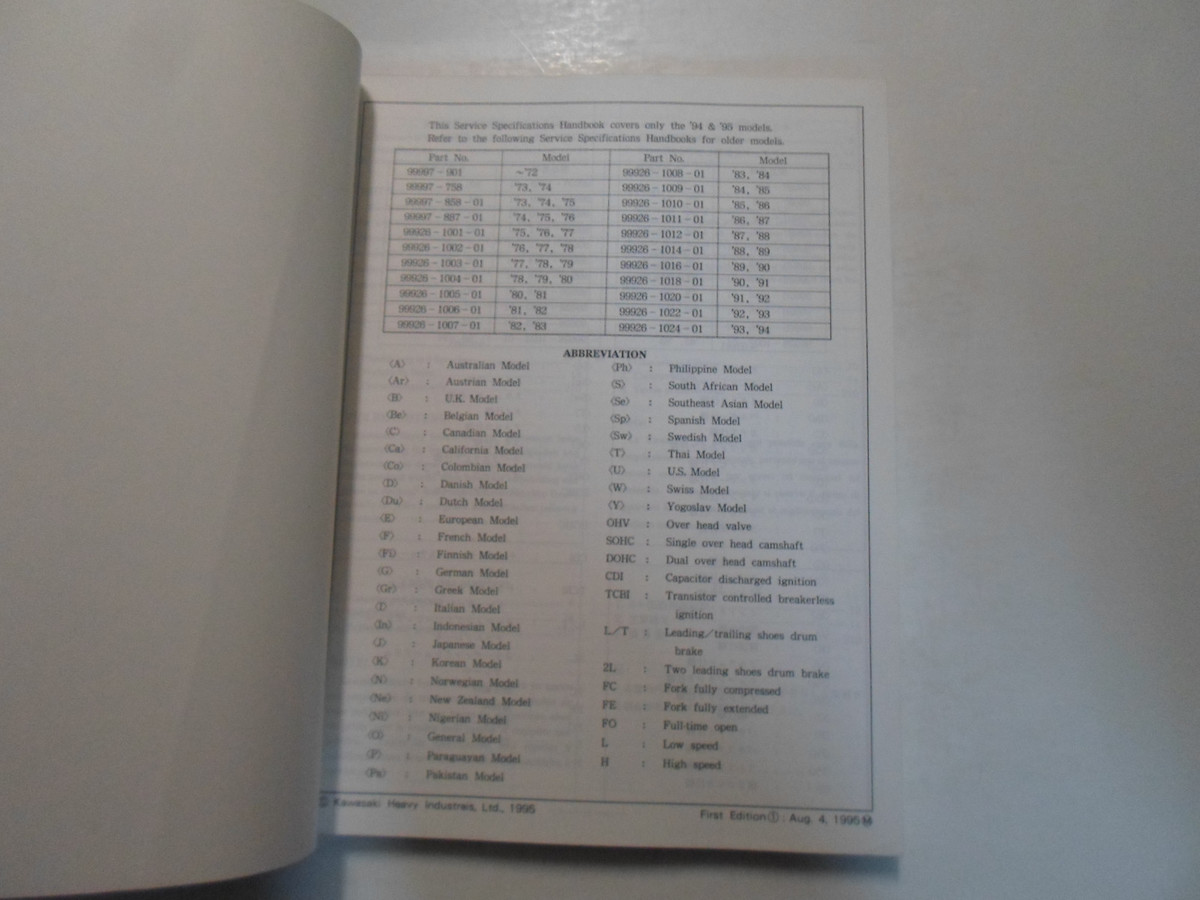 This Service Specifications Handbook covers only the '94 & '95 models.
Refer to the following Service Specifications Handbooks for older models.
Part No. Model Part No. Model
99997-901 ~'72 99926-1008-01 '83, '84
99997-758 '73, '74 99926-1009-01 '84, '85
99997-858-01 '73, '74, '75 99926-1010-01 '85, '86
99997-887-01 '74, '75, '76 99926-1011-01 '86, '87
99926-1001-01 '75, '76, '77 99926-1012-01 '87, '88
99926-1002-01 '76, '77, '78 99926-1014-01 '88, '89
99926-1003-01 '77, '78, '79 99926-1016-01 '89, '90
99926-1004-01 '78, '79, '80 99926-1018-01 '90, '91
99926-1005-01 '80, '81 99926-1020-01 '91, '92
99926-1006-01 '81, '82 99926-1022-01 '92, '93
99926-1007-01 '82, '83 99926-1024-01 '93, '94
ABBREVIATION
〈A〉 : Australian Model
〈Ar〉 : Austrian Model
〈B〉 : U.K. Model
〈Be〉 : Belgian Model
〈C〉 : Canadian Model
〈Ca〉 : California Model
〈Co〉 : Colombian Model
〈D〉 : Danish Model
〈Du〉 : Dutch Model
〈E〉 : European Model
〈F〉 : French Model
〈Fi〉 : Finnish Model
〈G〉 : German Model
〈Gr〉 : Greek Model
〈I〉 : Italian Model
〈In〉 : Indonesian Model
〈J〉 : Japanese Model
〈K〉 : Korean Model
〈N〉 : Norwegian Model
〈Ne〉 : New Zealand Model
〈Ni〉 : Nigerian Model
〈O〉 : General Model
〈P〉 : Paraguayan Model
〈Pa〉 : Pakistan Model
〈Ph〉 : Philippine Model
〈S〉 : South African Model
〈Se〉 : Southeast Asian Model
〈Sp〉 : Spanish Model
〈Sw〉 : Swedish Model
〈T〉 : Thai Model
〈U〉 : U.S. Model
〈W〉 : Swiss Model
〈Y〉 : Yogoslav Model
OHV : Over head valve
SOHC : Single over head camshaft
DOHC : Dual over head camshaft
CDI : Capacitor discharged ignition
TCBI : Transistor controlled breakerless
ignition
L/T : Leading/trailing shoes drum
brake
2L : Two leading shoes drum brake
FC : Fork fully compressed
FE : Fork fully extended
FO : Full-time open
L : Low speed
H : High speed
© Kawasaki Heavy Industreis, Ltd., 1995
First Edition① : Aug. 4, 1995 Ⓜ